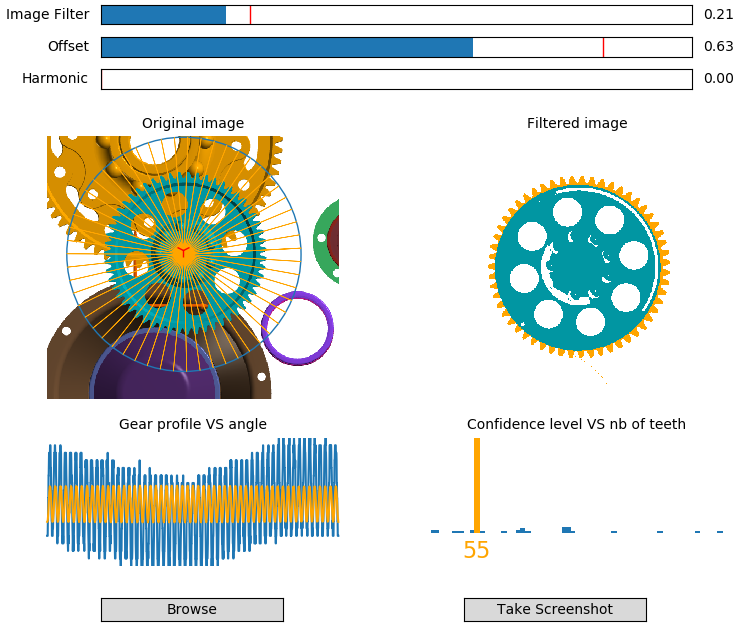 Image Filter 0.21
Offset 0.63
Harmonic 0.00
Original image Filtered image
Gear profile VS angle Confidence level VS nb of teeth
55
Browse Take Screenshot